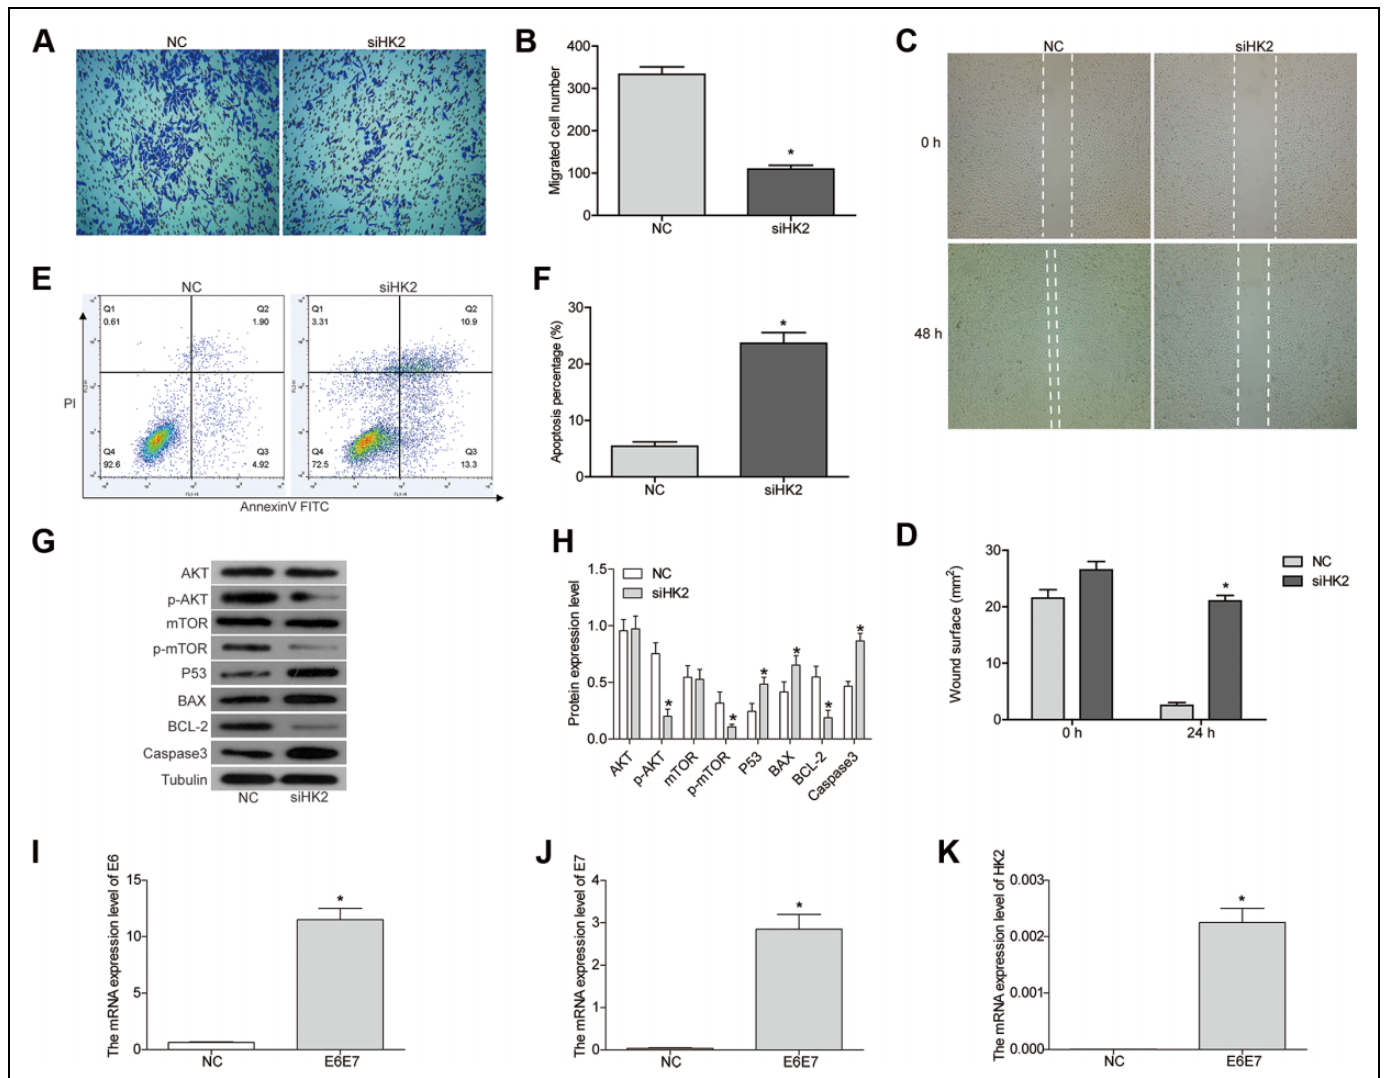 A
NC
siHK2
B
Migrated cell number
400
300
200
100
0
*
NC
siHK2
C
NC
siHK2
0 h
48 h
E
NC
siHK2
Q1
0.61
Q2
1.90
Q4
92.6
Q3
4.92
Q1
3.31
Q2
10.9
Q4
72.5
Q3
13.3
PI
AnnexinV FITC
F
Apoptosis percentage (%)
30
20
10
0
*
NC
siHK2
D
Wound surface (mm²)
30
20
10
0
*
0 h
24 h
NC
siHK2
G
AKT
p-AKT
mTOR
p-mTOR
P53
BAX
BCL-2
Caspase3
Tubulin
NC
siHK2
H
Protein expression level
1.5
1.0
0.5
0.0
NC
siHK2
*
*
*
*
*
*
AKT
p-AKT
mTOR
p-mTOR
P53
BAX
BCL-2
Caspase3
I
The mRNA expression level of E6
15
10
5
0
*
NC
E6E7
J
The mRNA expression level of E7
4
3
2
1
0
*
NC
E6E7
K
The mRNA expression level of HK2
0.003
0.002
0.001
0.000
*
NC
E6E7